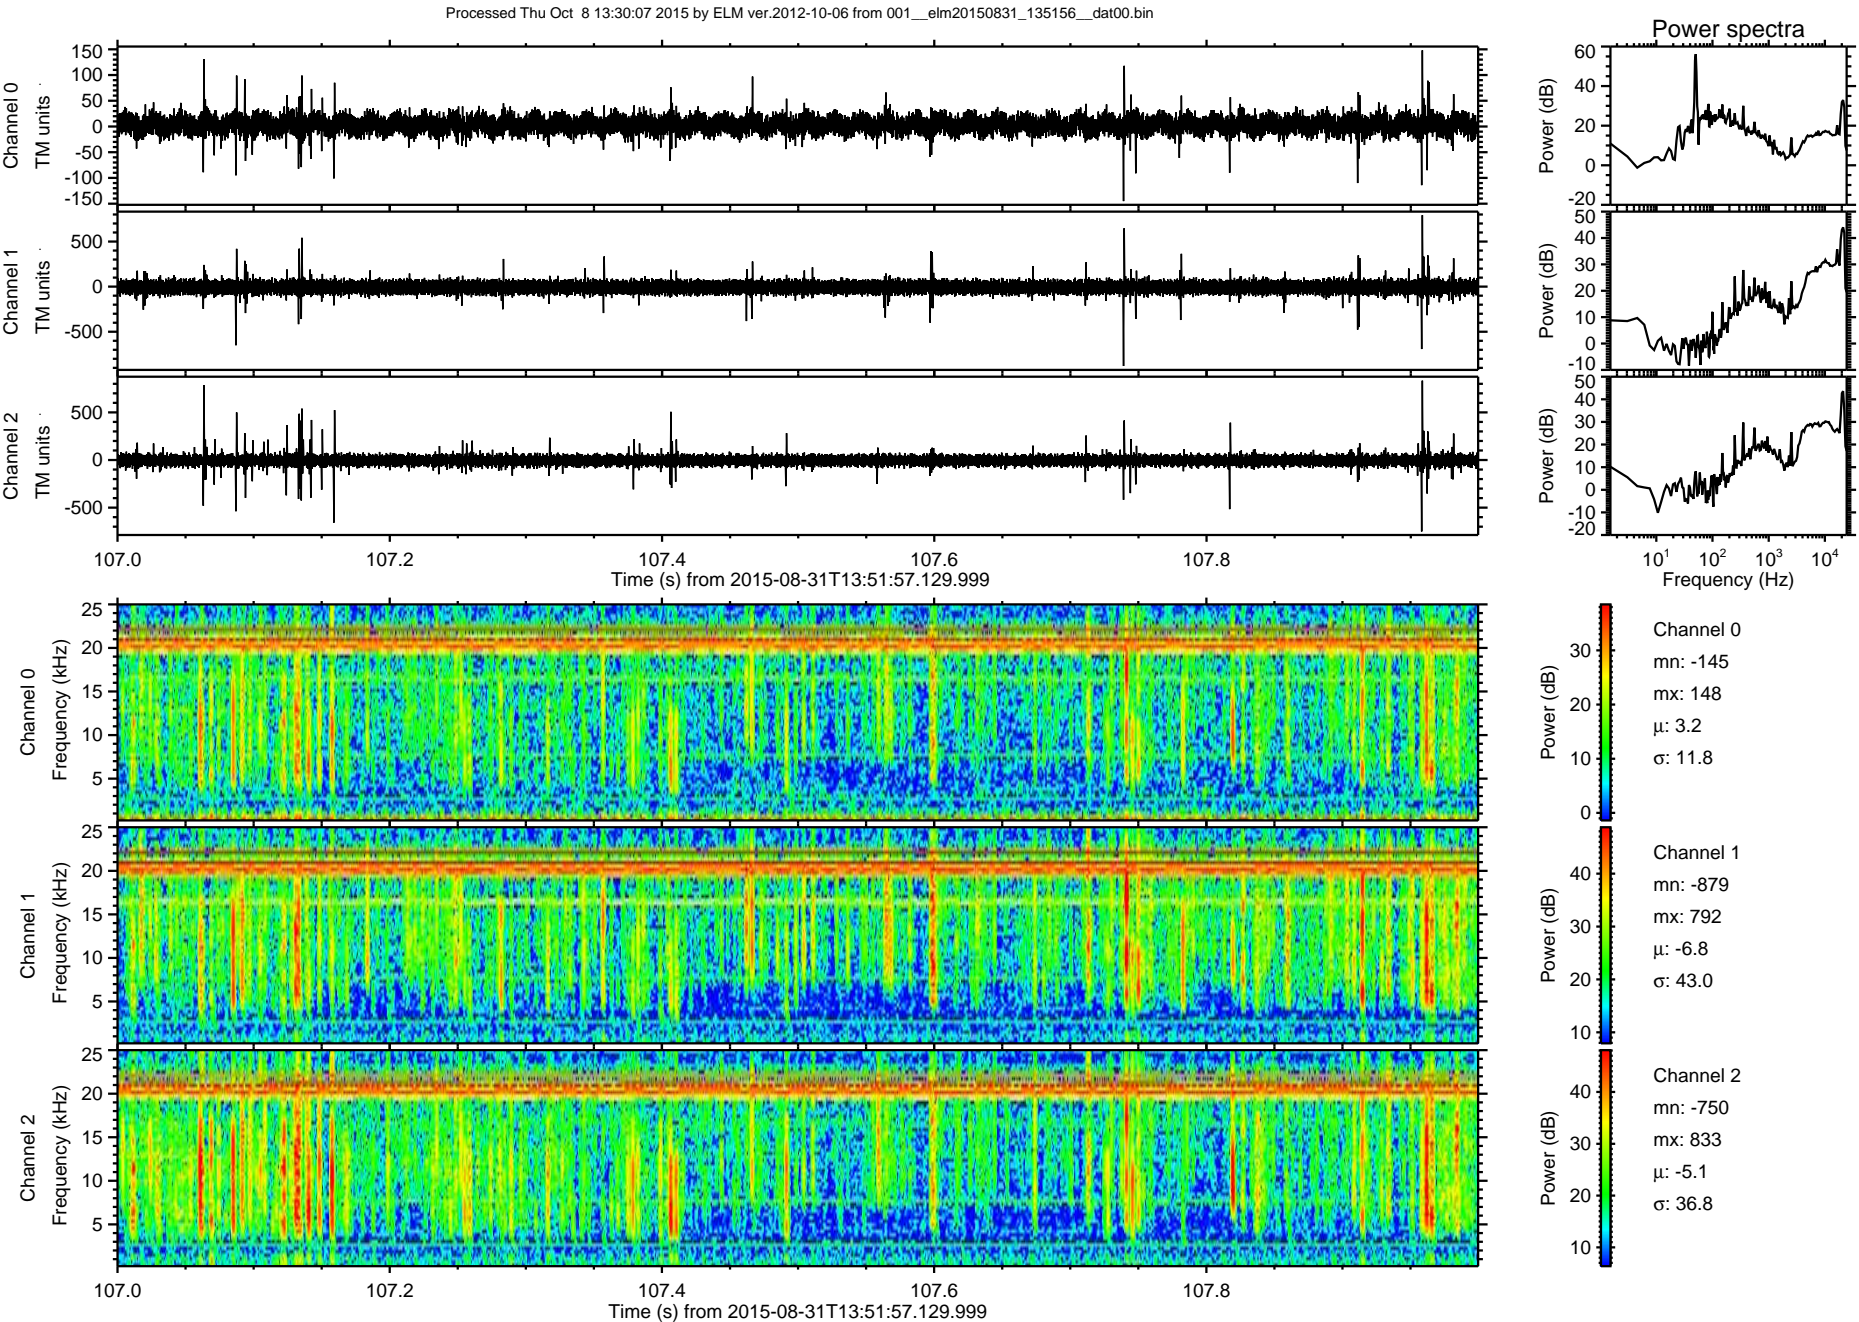 Processed Thu Oct  8 13:30:07 2015 by ELM ver.2012-10-06 from 001__elm20150831_135156__dat00.bin
Power spectra
Channel 0
TM units
150
100
50
0
-50
-100
-150
Power (dB)
60
40
20
0
-20
Channel 1
TM units
500
0
-500
Power (dB)
50
40
30
20
10
0
-10
Channel 2
TM units
500
0
-500
Power (dB)
50
40
30
20
10
0
-10
-20
107.0 107.2 107.4 107.6 107.8
Time (s) from 2015-08-31T13:51:57.129.999
10¹ 10² 10³ 10⁴
Frequency (Hz)
Channel 0
Frequency (kHz)
25
20
15
10
5
Power (dB)
30
20
10
0
Channel 0
mn: -145
mx: 148
μ: 3.2
σ: 11.8
Channel 1
Frequency (kHz)
25
20
15
10
5
Power (dB)
40
30
20
10
Channel 1
mn: -879
mx: 792
μ: -6.8
σ: 43.0
Channel 2
Frequency (kHz)
25
20
15
10
5
Power (dB)
40
30
20
10
Channel 2
mn: -750
mx: 833
μ: -5.1
σ: 36.8
107.0 107.2 107.4 107.6 107.8
Time (s) from 2015-08-31T13:51:57.129.999